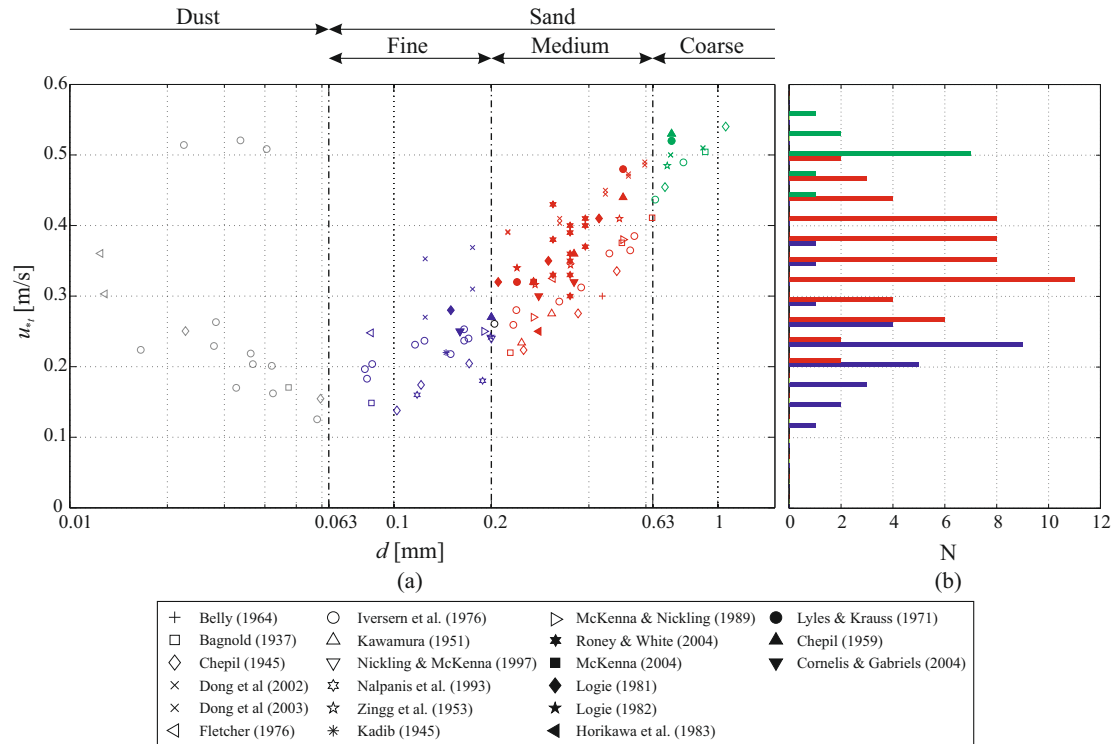 Dust Sand
Fine Medium Coarse
0.6
0.5
0.4
0.3
0.2
0.1
0
u*t [m/s]
0.01 0.063 0.1 0.2 0.63 1
d [mm]
(a)
0 2 4 6 8 10 12
N
(b)
Belly (1964)
Bagnold (1937)
Chepil (1945)
Dong et al (2002)
Dong et al (2003)
Fletcher (1976)
Iversern et al. (1976)
Kawamura (1951)
Nickling & McKenna (1997)
Nalpanis et al. (1993)
Zingg et al. (1953)
Kadib (1945)
McKenna & Nickling (1989)
Roney & White (2004)
McKenna (2004)
Logie (1981)
Logie (1982)
Horikawa et al. (1983)
Lyles & Krauss (1971)
Chepil (1959)
Cornelis & Gabriels (2004)